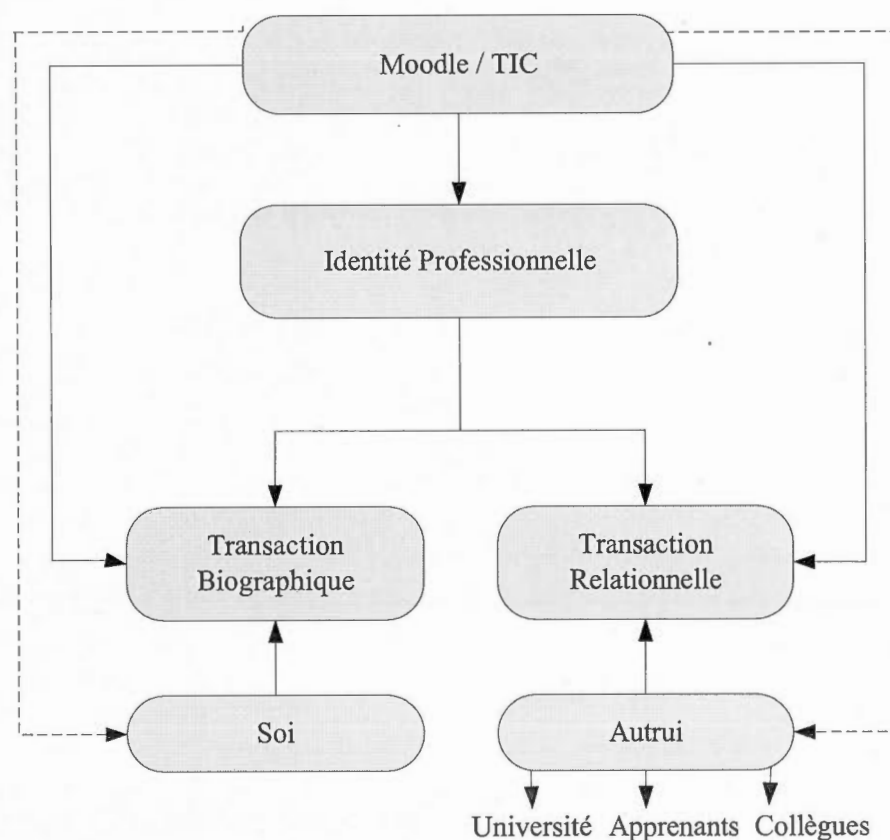 Moodle / TIC
Identité Professionnelle
Transaction
Biographique
Transaction
Relationnelle
Soi
Autrui
Université Apprenants Collègues